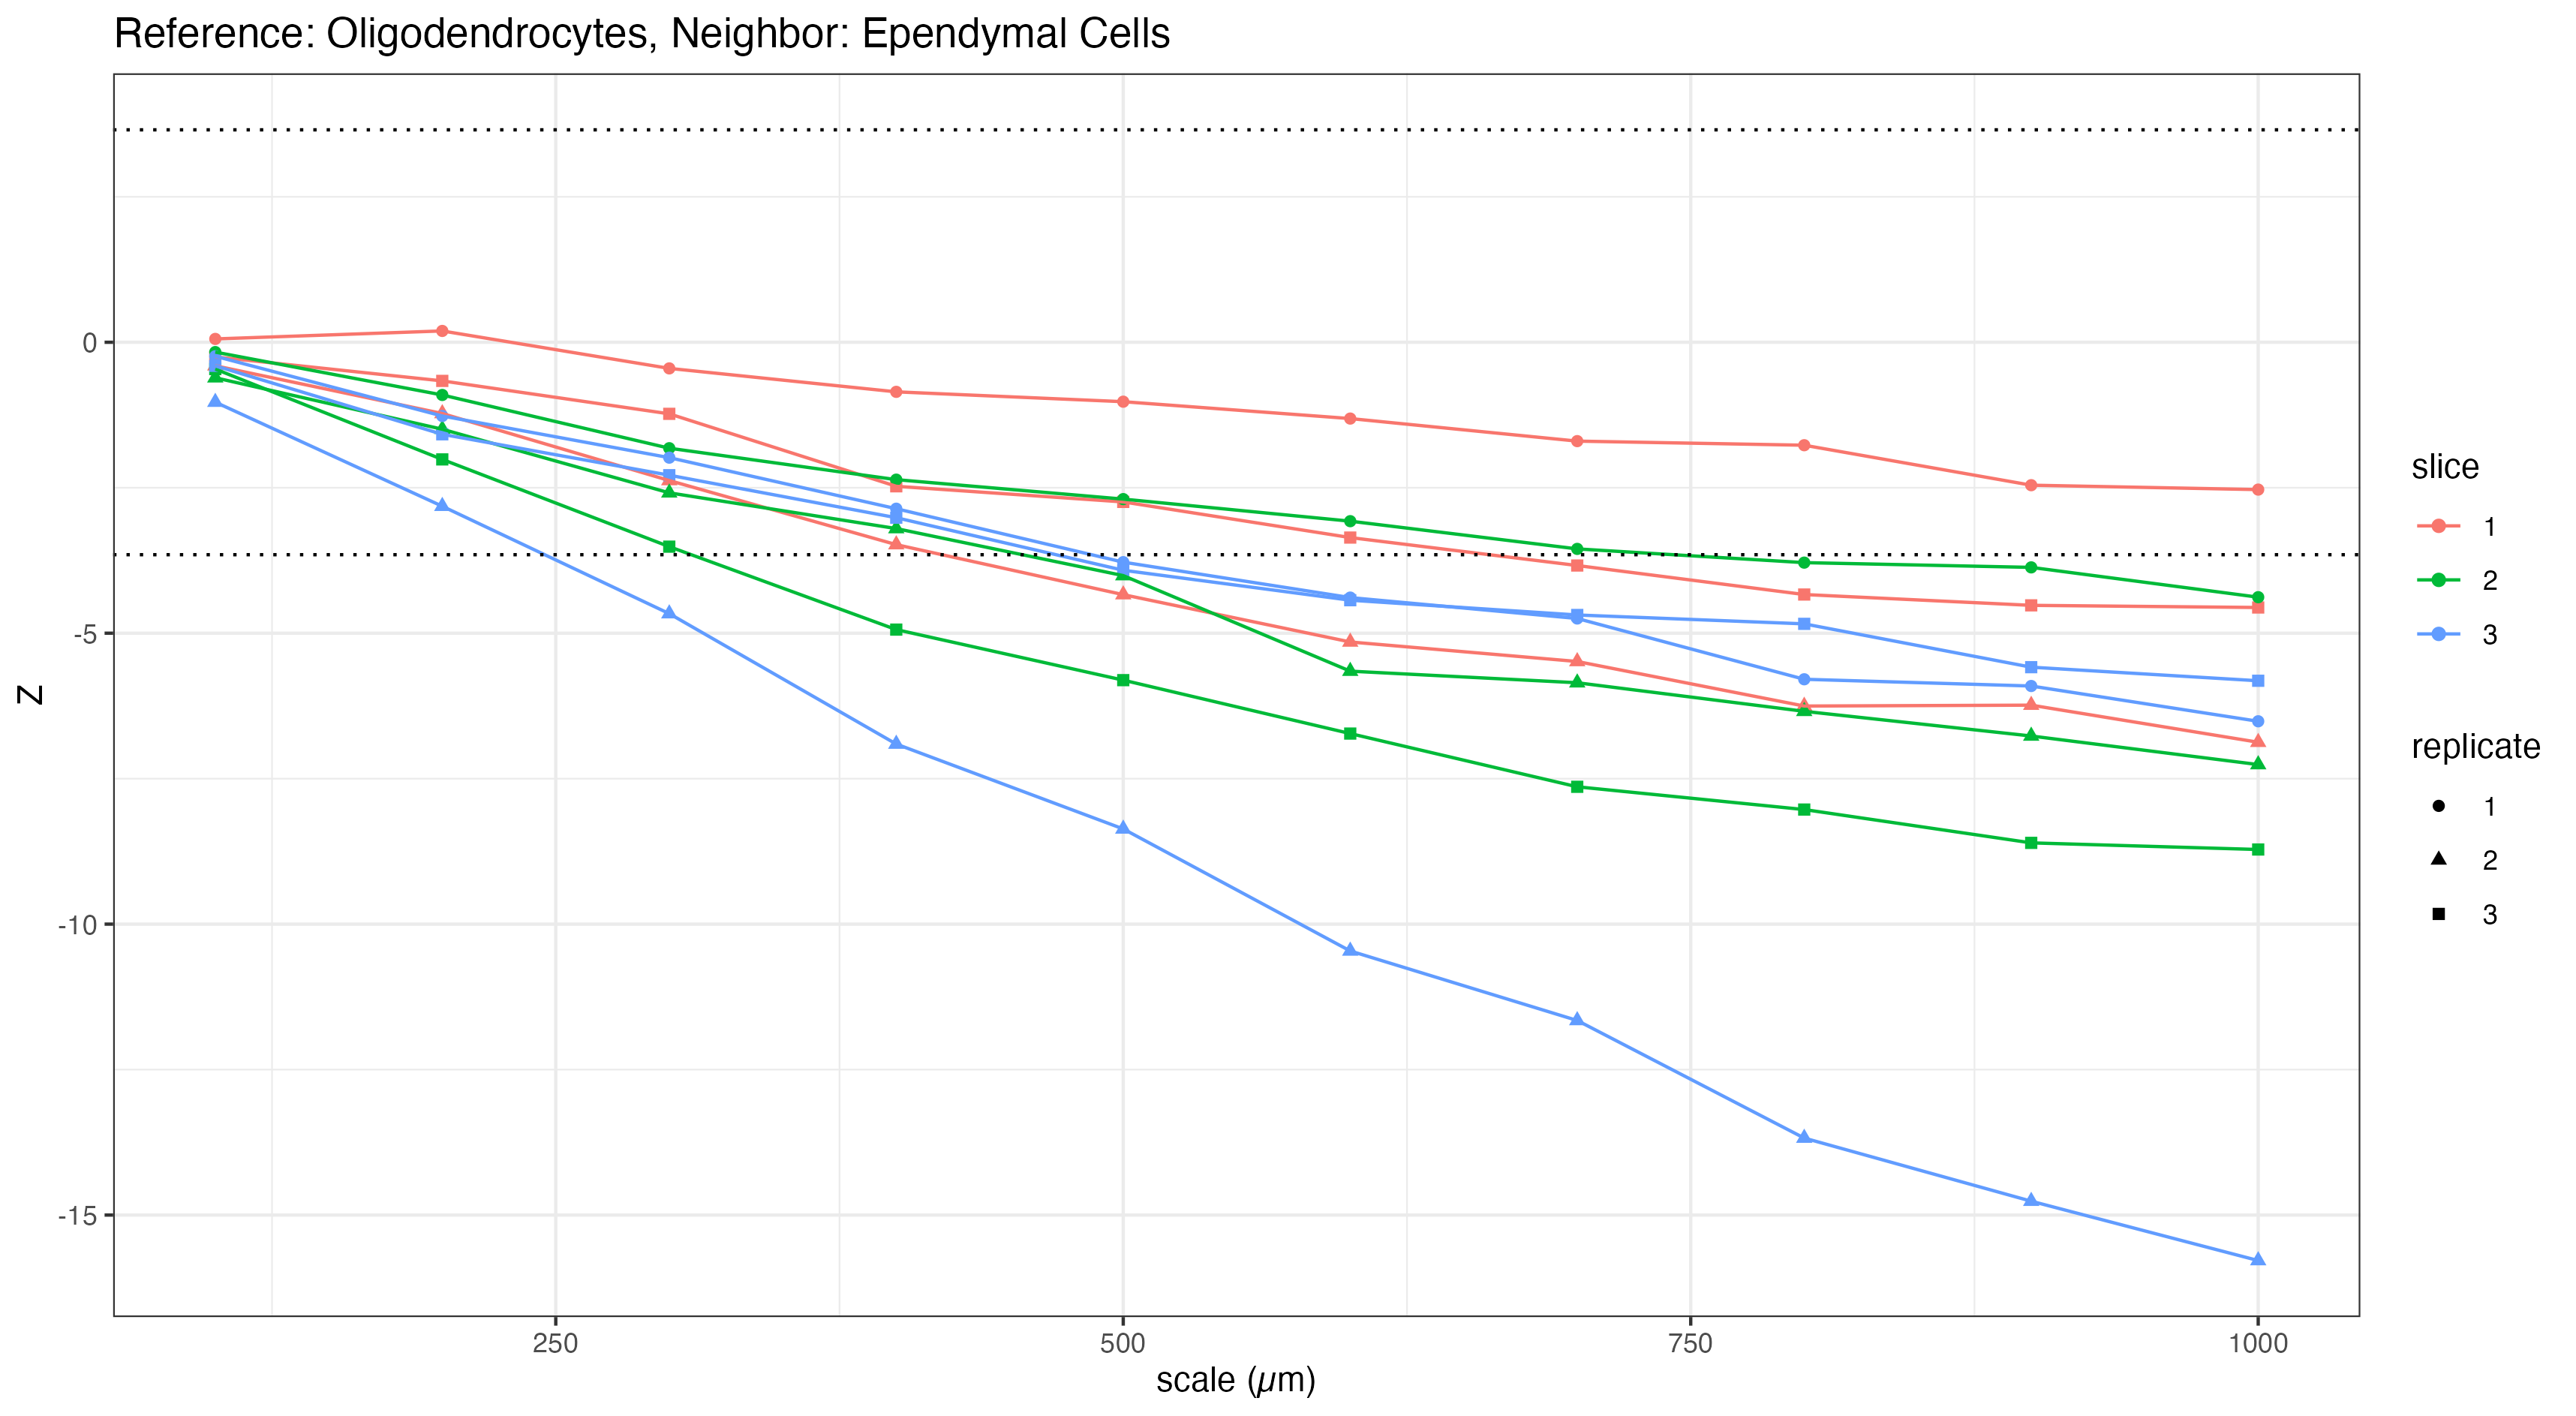 Reference: Oligodendrocytes, Neighbor: Ependymal Cells
Z
0
-5
-10
-15
250
500
750
1000
scale (µm)
slice
1
2
3
replicate
1
2
3